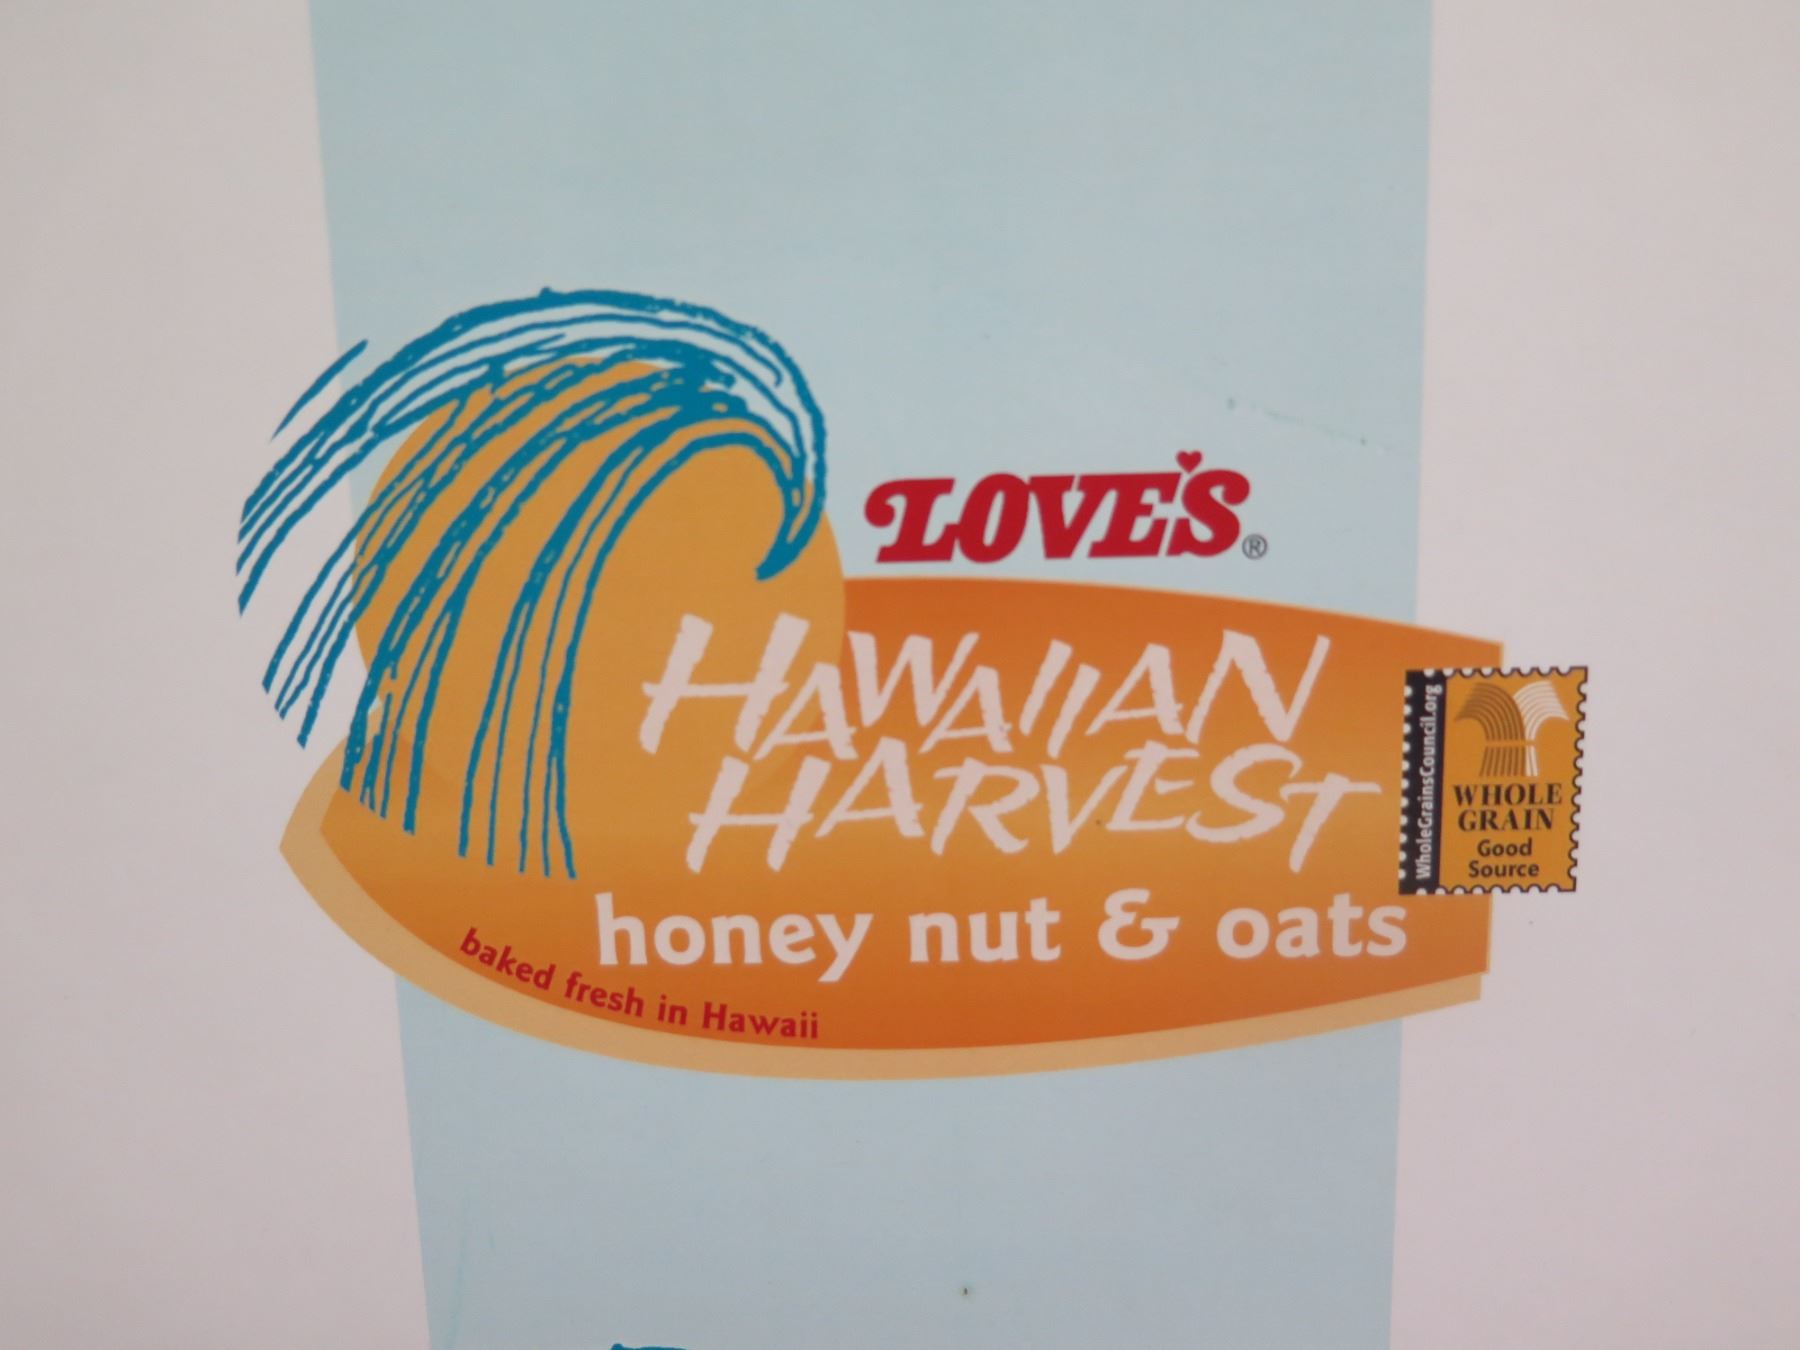 LOVE'S®
HAWAIIAN
HARVEST
honey nut & oats
baked fresh in Hawaii
WholeGrainsCouncil.org
WHOLE
GRAIN
Good
Source